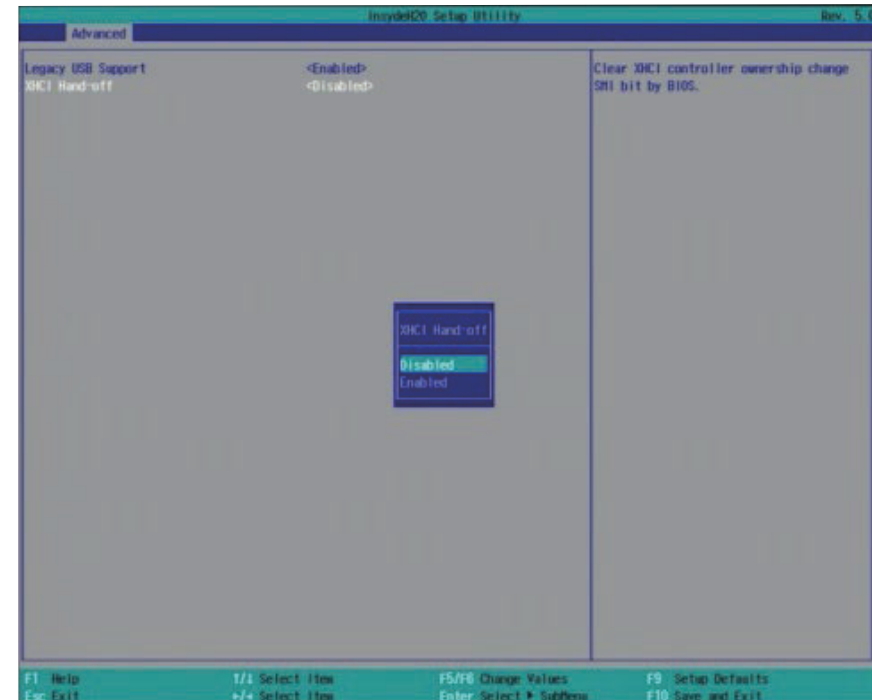 InsydeH20 Setup Utility Rev. 5.
Advanced
Legacy USB Support <Enabled>
XHCI Hand-off <Disabled>
Clear XHCI controller ownership change
SMI bit by BIOS.
XHCI Hand-off
Disabled
Enabled
F1 Help ↑/↓ Select Item F5/F6 Change Values F9 Setup Defaults
Esc Exit ←/→ Select Item Enter Select ▶ SubMenu F10 Save and Exit